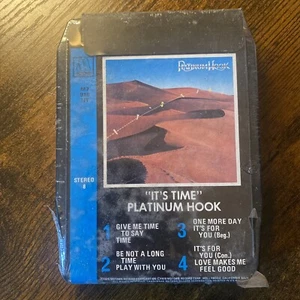 PLATINUM HOOK
STEREO
8
"IT'S TIME"
PLATINUM HOOK
1 GIVE ME TIME
TO SAY
TIME
2 BE NOT A LONG
TIME
PLAY WITH YOU
3 ONE MORE DAY
IT'S FOR
YOU (Beg.)
4 IT'S FOR
YOU (Con.)
LOVE MAKES ME
FEEL GOOD